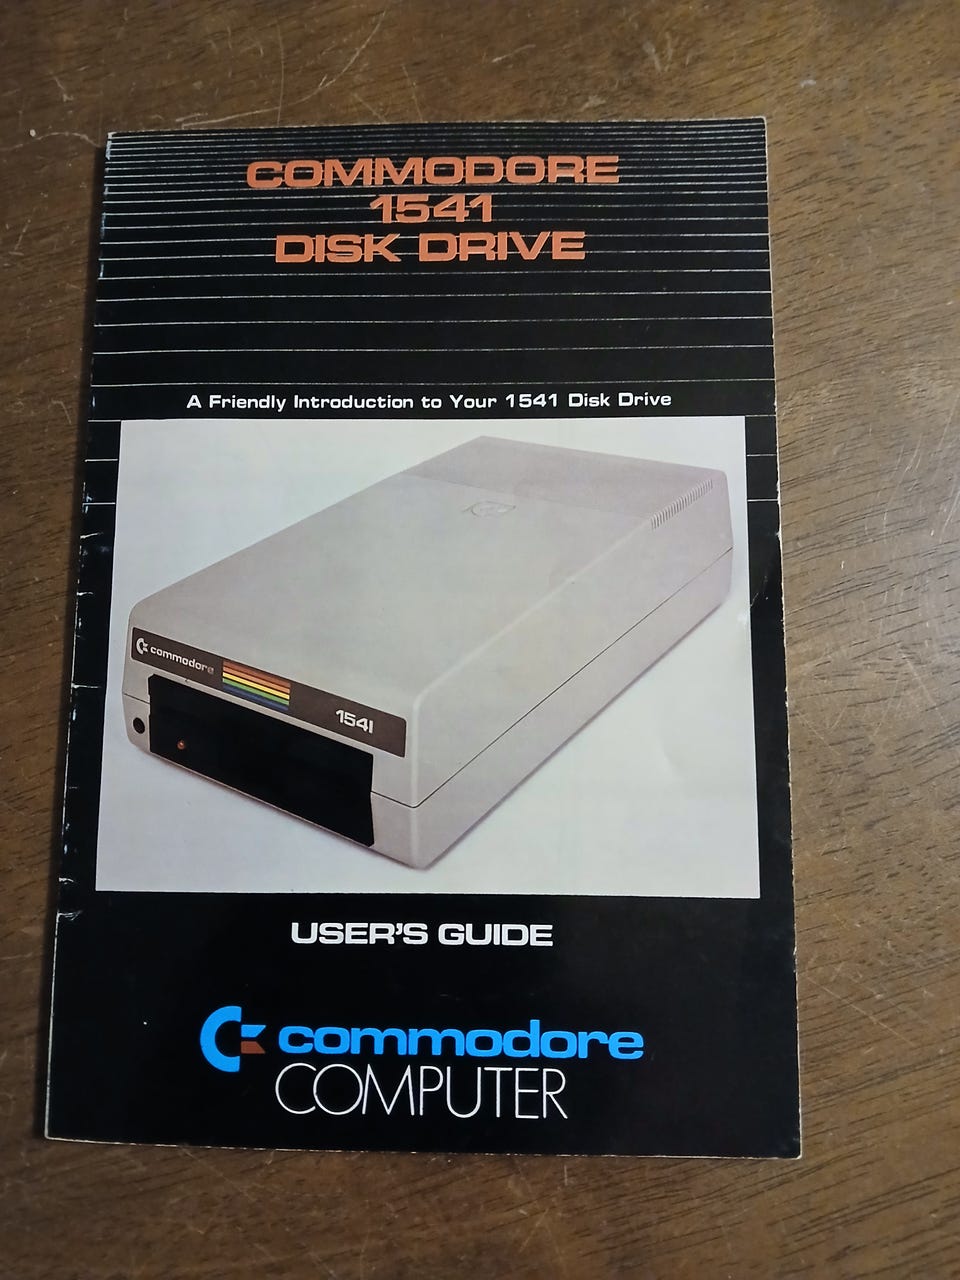 COMMODORE
1541
DISK DRIVE
A Friendly Introduction to Your 1541 Disk Drive
commodore
1541
USER'S GUIDE
commodore
COMPUTER